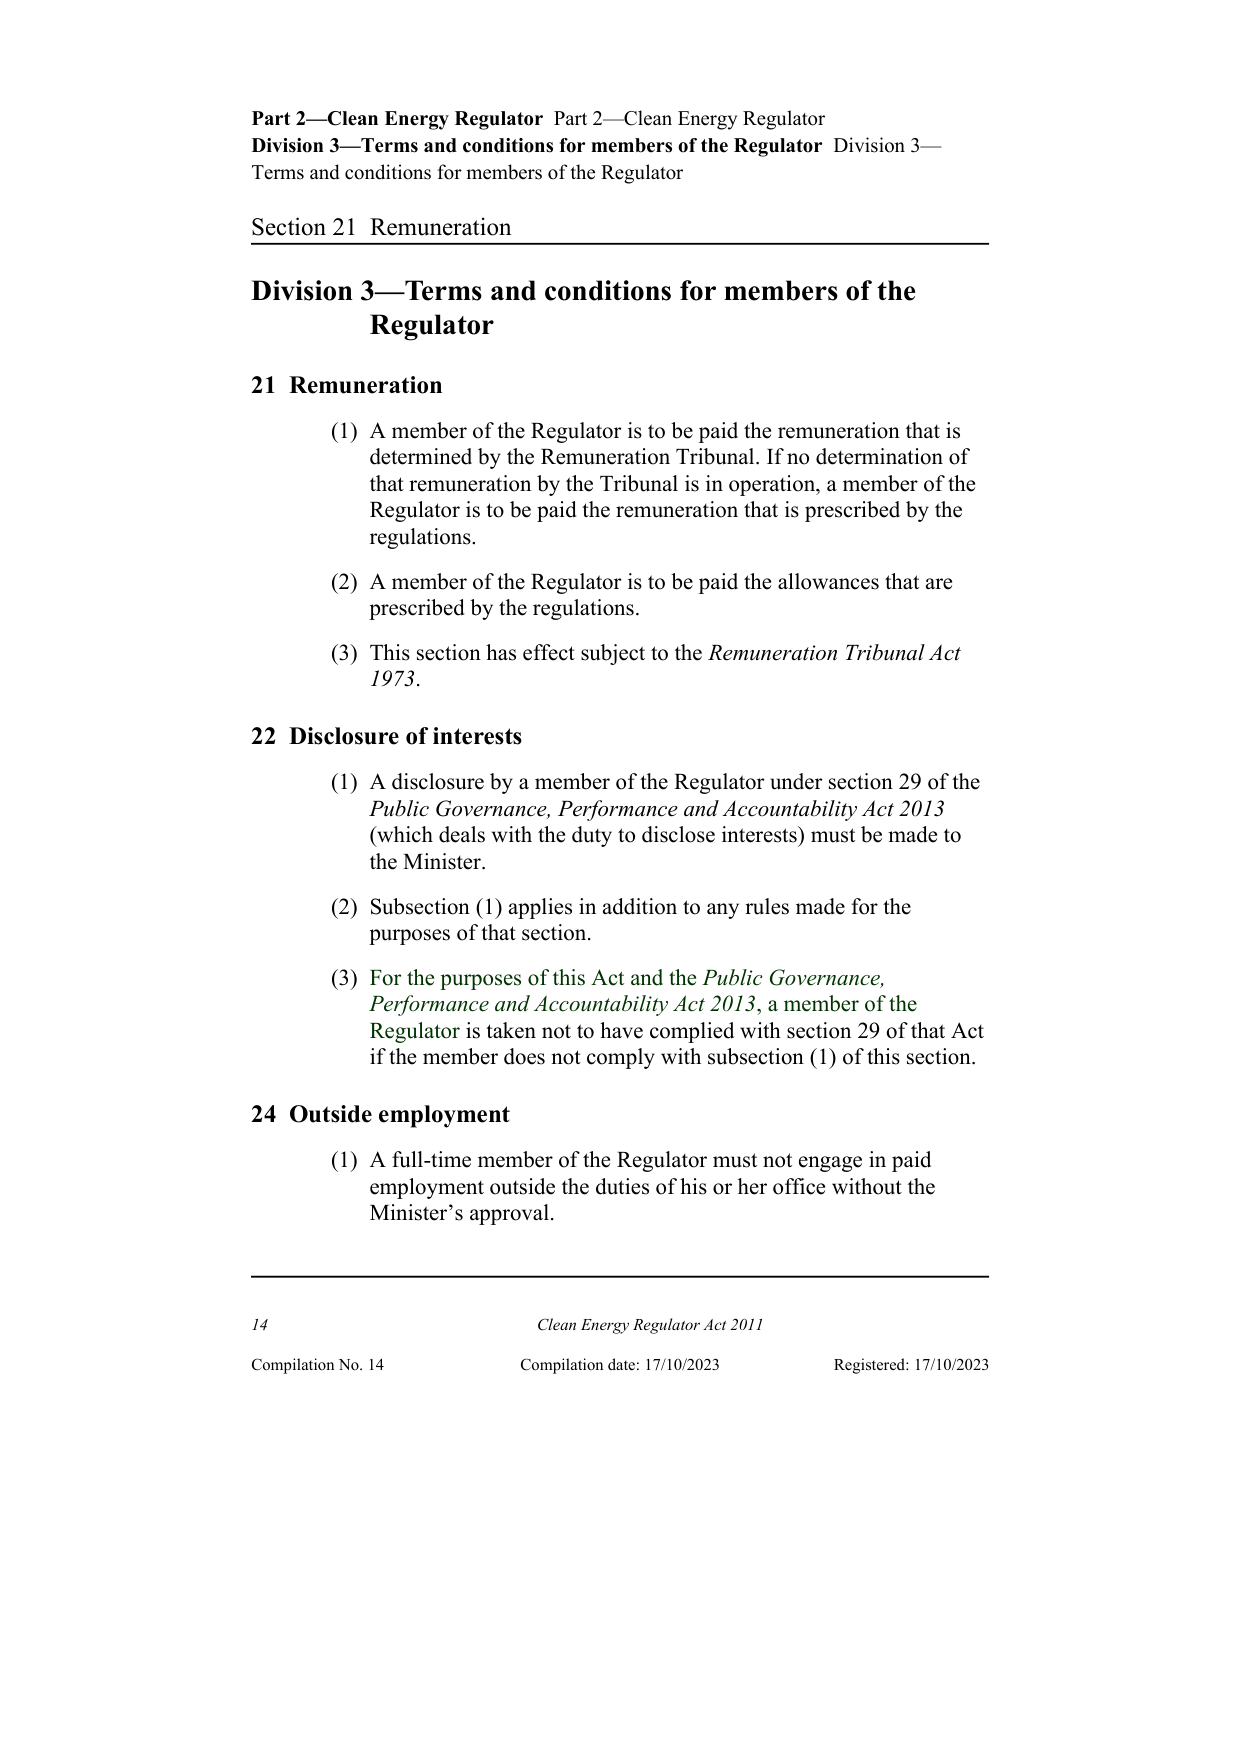 Part 2—Clean Energy Regulator  Part 2—Clean Energy Regulator
Division 3—Terms and conditions for members of the Regulator  Division 3—
Terms and conditions for members of the Regulator
Section 21  Remuneration
Division 3—Terms and conditions for members of the
Regulator
21  Remuneration
(1) A member of the Regulator is to be paid the remuneration that is
determined by the Remuneration Tribunal. If no determination of
that remuneration by the Tribunal is in operation, a member of the
Regulator is to be paid the remuneration that is prescribed by the
regulations.
(2) A member of the Regulator is to be paid the allowances that are
prescribed by the regulations.
(3) This section has effect subject to the Remuneration Tribunal Act
1973.
22  Disclosure of interests
(1) A disclosure by a member of the Regulator under section 29 of the
Public Governance, Performance and Accountability Act 2013
(which deals with the duty to disclose interests) must be made to
the Minister.
(2) Subsection (1) applies in addition to any rules made for the
purposes of that section.
(3) For the purposes of this Act and the Public Governance,
Performance and Accountability Act 2013, a member of the
Regulator is taken not to have complied with section 29 of that Act
if the member does not comply with subsection (1) of this section.
24  Outside employment
(1) A full-time member of the Regulator must not engage in paid
employment outside the duties of his or her office without the
Minister’s approval.
14 Clean Energy Regulator Act 2011
Compilation No. 14 Compilation date: 17/10/2023 Registered: 17/10/2023